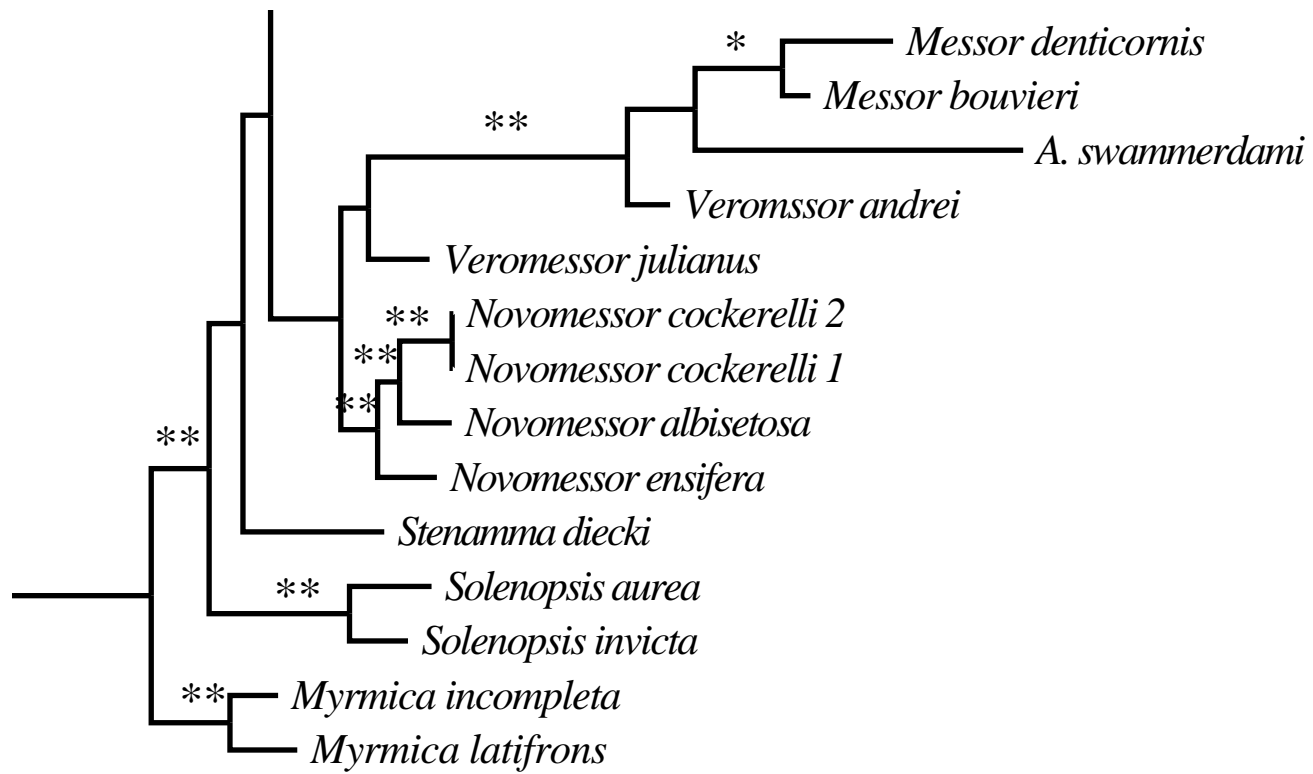 *
Messor denticornis
Messor bouvieri
**
A. swammerdami
Veromssor andrei
Veromessor julianus
**
Novomessor cockerelli 2
**
Novomessor cockerelli 1
**
Novomessor albisetosa
**
Novomessor ensifera
Stenamma diecki
**
Solenopsis aurea
Solenopsis invicta
**
Myrmica incompleta
Myrmica latifrons